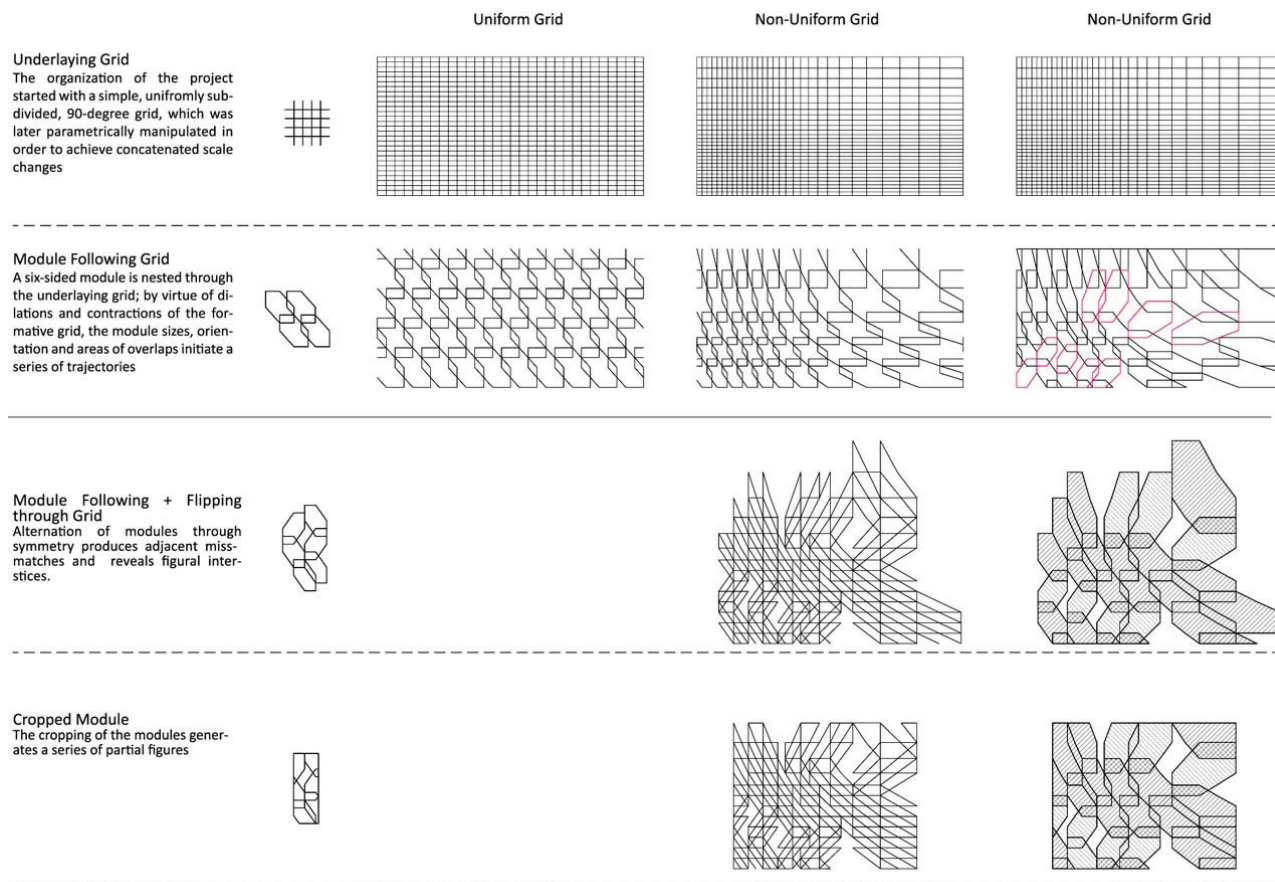 Uniform Grid
Non-Uniform Grid
Non-Uniform Grid
Underlaying Grid
The organization of the project
started with a simple, unifromly sub-
divided, 90-degree grid, which was
later parametrically manipulated in
order to achieve concatenated scale
changes
Module Following Grid
A six-sided module is nested through
the underlaying grid; by virtue of di-
lations and contractions of the for-
mative grid, the module sizes, orien-
tation and areas of overlaps initiate a
series of trajectories
Module Following + Flipping
through Grid
Alternation of modules through
symmetry produces adjacent miss-
matches and reveals figural inter-
stices.
Cropped Module
The cropping of the modules gener-
ates a series of partial figures